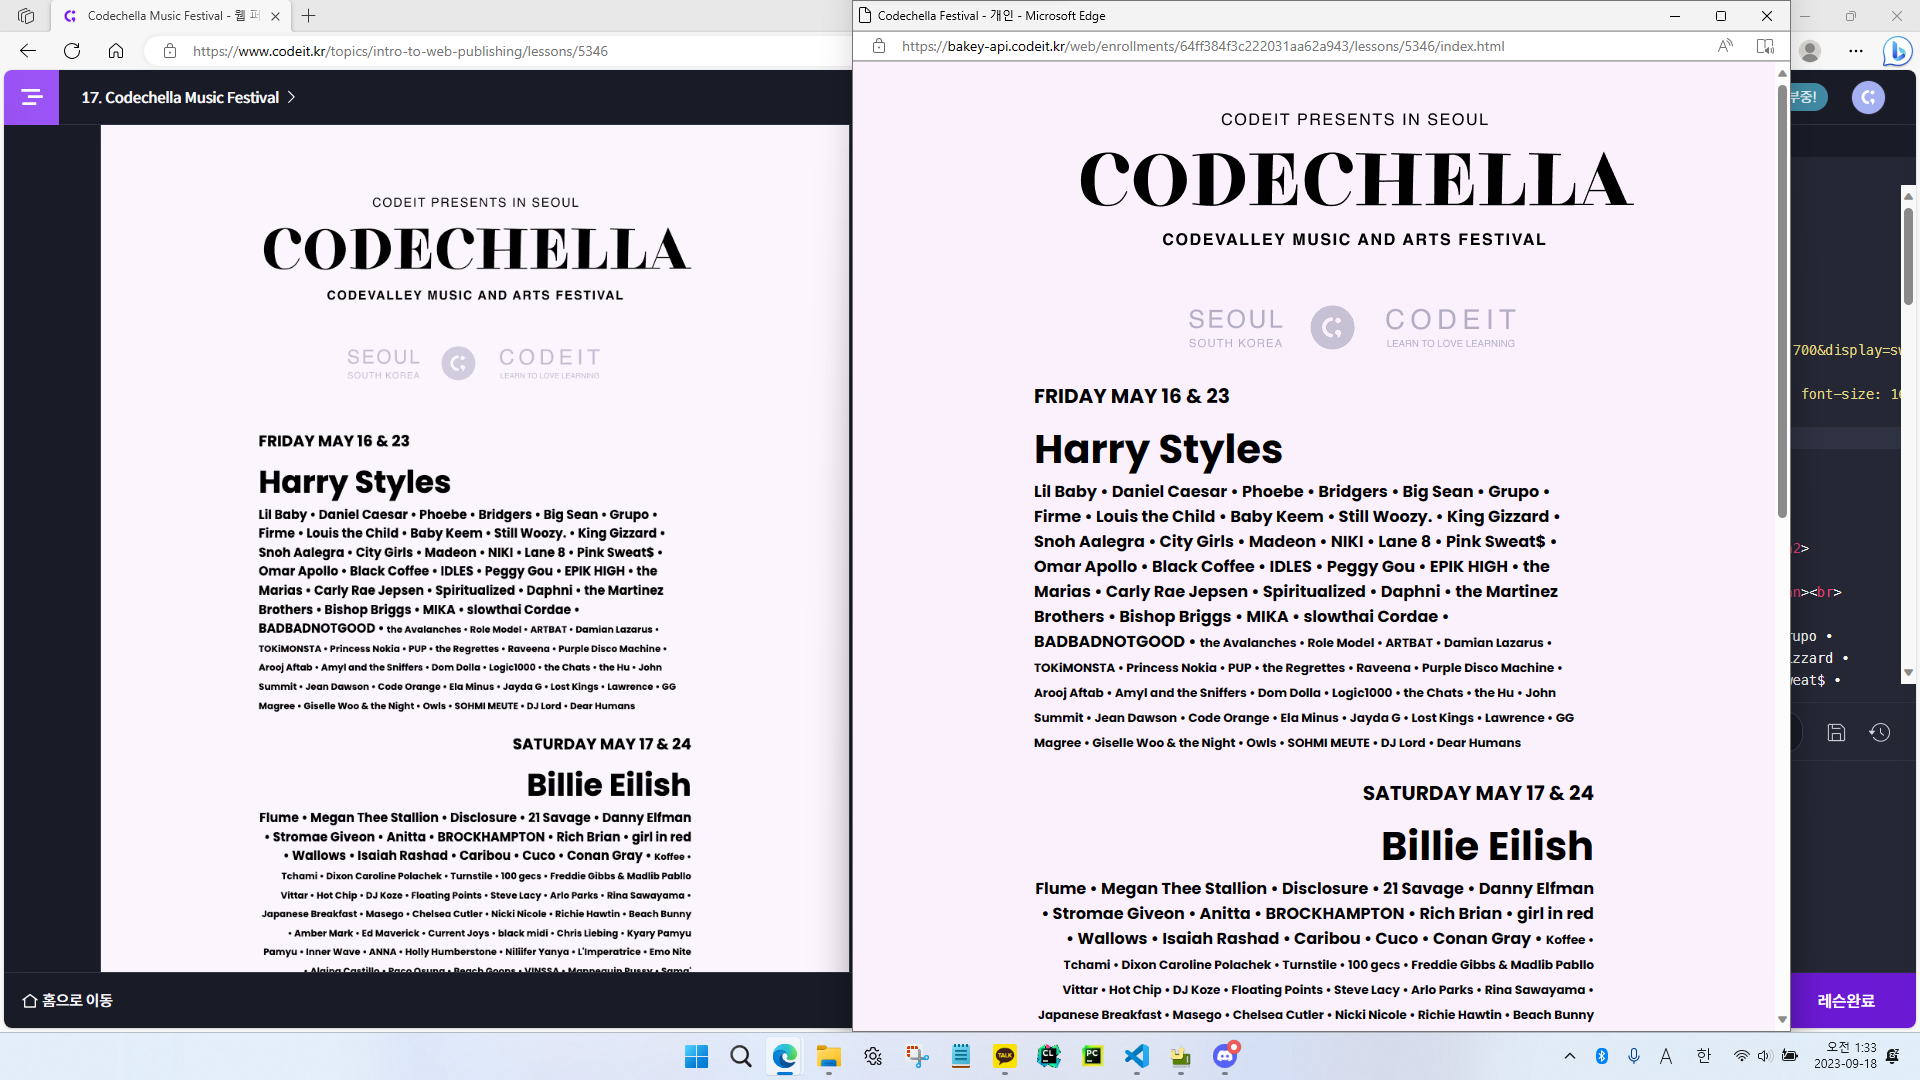 Codechella Music Festival - 웹 퍼
https://www.codeit.kr/topics/intro-to-web-publishing/lessons/5346
17. Codechella Music Festival
CODEIT PRESENTS IN SEOUL
CODECHELLA
CODEVALLEY MUSIC AND ARTS FESTIVAL
SEOUL
SOUTH KOREA
CODEIT
LEARN TO LOVE LEARNING
FRIDAY MAY 16 & 23
Harry Styles
Lil Baby • Daniel Caesar • Phoebe • Bridgers • Big Sean • Grupo •
Firme • Louis the Child • Baby Keem • Still Woozy. • King Gizzard •
Snoh Aalegra • City Girls • Madeon • NIKI • Lane 8 • Pink Sweat$ •
Omar Apollo • Black Coffee • IDLES • Peggy Gou • EPIK HIGH • the
Marias • Carly Rae Jepsen • Spiritualized • Daphni • the Martinez
Brothers • Bishop Briggs • MIKA • slowthai Cordae •
BADBADNOTGOOD • the Avalanches • Role Model • ARTBAT • Damian Lazarus •
TOKiMONSTA • Princess Nokia • PUP • the Regrettes • Raveena • Purple Disco Machine •
Arooj Aftab • Amyl and the Sniffers • Dom Dolla • Logic1000 • the Chats • the Hu • John
Summit • Jean Dawson • Code Orange • Ela Minus • Jayda G • Lost Kings • Lawrence • GG
Magree • Giselle Woo & the Night • Owls • SOHMI MEUTE • DJ Lord • Dear Humans
SATURDAY MAY 17 & 24
Billie Eilish
Flume • Megan Thee Stallion • Disclosure • 21 Savage • Danny Elfman
• Stromae Giveon • Anitta • BROCKHAMPTON • Rich Brian • girl in red
• Wallows • Isaiah Rashad • Caribou • Cuco • Conan Gray • Koffee •
Tchami • Dixon Caroline Polachek • Turnstile • 100 gecs • Freddie Gibbs & Madlib Pabllo
Vittar • Hot Chip • DJ Koze • Floating Points • Steve Lacy • Arlo Parks • Rina Sawayama •
Japanese Breakfast • Masego • Chelsea Cutler • Nicki Nicole • Richie Hawtin • Beach Bunny
• Amber Mark • Ed Maverick • Current Joys • black midi • Chris Liebing • Kyary Pamyu
Pamyu • Inner Wave • ANNA • Holly Humberstone • Nilüfer Yanya • L'Imperatrice • Emo Nite
• Alaina Castillo • Paco Osuna • Beach Goons • VINSSA • Mannequin Pussy • Sama'
홈으로 이동
Codechella Festival - 개인 - Microsoft Edge
https://bakey-api.codeit.kr/web/enrollments/64ff384f3c222031aa62a943/lessons/5346/index.html
CODEIT PRESENTS IN SEOUL
CODECHELLA
CODEVALLEY MUSIC AND ARTS FESTIVAL
SEOUL
SOUTH KOREA
CODEIT
LEARN TO LOVE LEARNING
FRIDAY MAY 16 & 23
Harry Styles
Lil Baby • Daniel Caesar • Phoebe • Bridgers • Big Sean • Grupo •
Firme • Louis the Child • Baby Keem • Still Woozy. • King Gizzard •
Snoh Aalegra • City Girls • Madeon • NIKI • Lane 8 • Pink Sweat$ •
Omar Apollo • Black Coffee • IDLES • Peggy Gou • EPIK HIGH • the
Marias • Carly Rae Jepsen • Spiritualized • Daphni • the Martinez
Brothers • Bishop Briggs • MIKA • slowthai Cordae •
BADBADNOTGOOD • the Avalanches • Role Model • ARTBAT • Damian Lazarus •
TOKiMONSTA • Princess Nokia • PUP • the Regrettes • Raveena • Purple Disco Machine •
Arooj Aftab • Amyl and the Sniffers • Dom Dolla • Logic1000 • the Chats • the Hu • John
Summit • Jean Dawson • Code Orange • Ela Minus • Jayda G • Lost Kings • Lawrence • GG
Magree • Giselle Woo & the Night • Owls • SOHMI MEUTE • DJ Lord • Dear Humans
SATURDAY MAY 17 & 24
Billie Eilish
Flume • Megan Thee Stallion • Disclosure • 21 Savage • Danny Elfman
• Stromae Giveon • Anitta • BROCKHAMPTON • Rich Brian • girl in red
• Wallows • Isaiah Rashad • Caribou • Cuco • Conan Gray • Koffee •
Tchami • Dixon Caroline Polachek • Turnstile • 100 gecs • Freddie Gibbs & Madlib Pabllo
Vittar • Hot Chip • DJ Koze • Floating Points • Steve Lacy • Arlo Parks • Rina Sawayama •
Japanese Breakfast • Masego • Chelsea Cutler • Nicki Nicole • Richie Hawtin • Beach Bunny
부중!
700&display=sw
font-size: 16
2>
n><br>
rupo •
izzard •
weat$ •
레슨완료
TALK
CL
PC
A
한
오전 1:33
2023-09-18